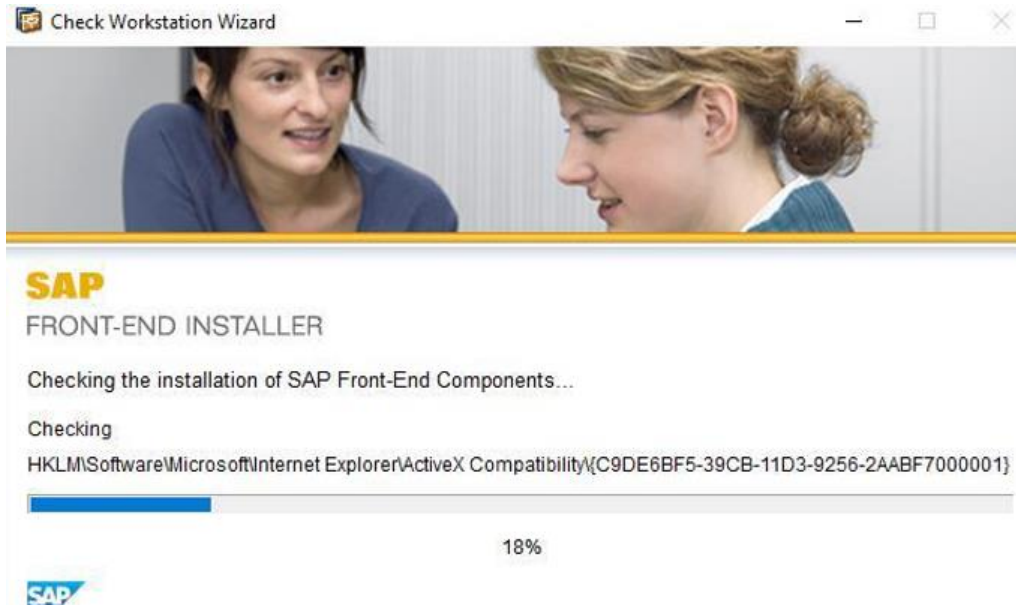 Check Workstation Wizard
SAP
FRONT-END INSTALLER
Checking the installation of SAP Front-End Components...
Checking
HKLM\Software\Microsoft\Internet Explorer\ActiveX Compatibility\{C9DE6BF5-39CB-11D3-9256-2AABF7000001}
18%
SAP